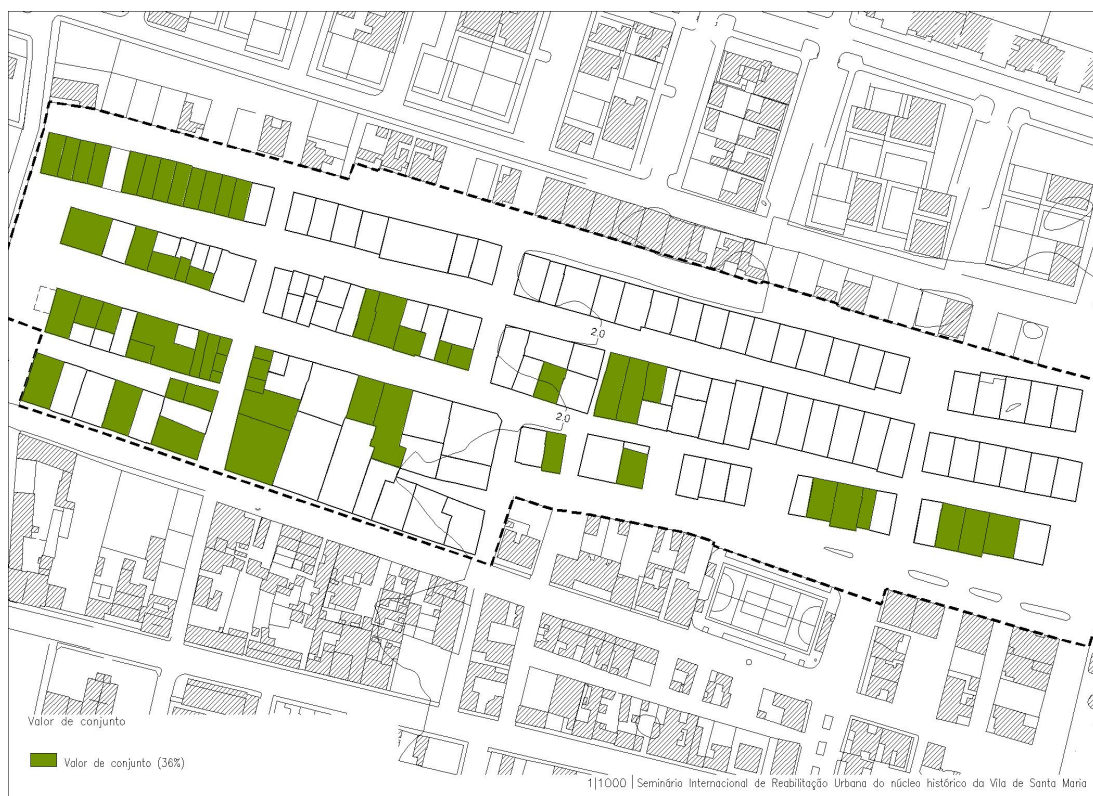 2.0
2.0
Valor de conjunto
Valor de conjunto (36%)
1|1000 | Seminário Internacional de Reabilitação Urbana do núcleo histórico da Vila de Santa Maria